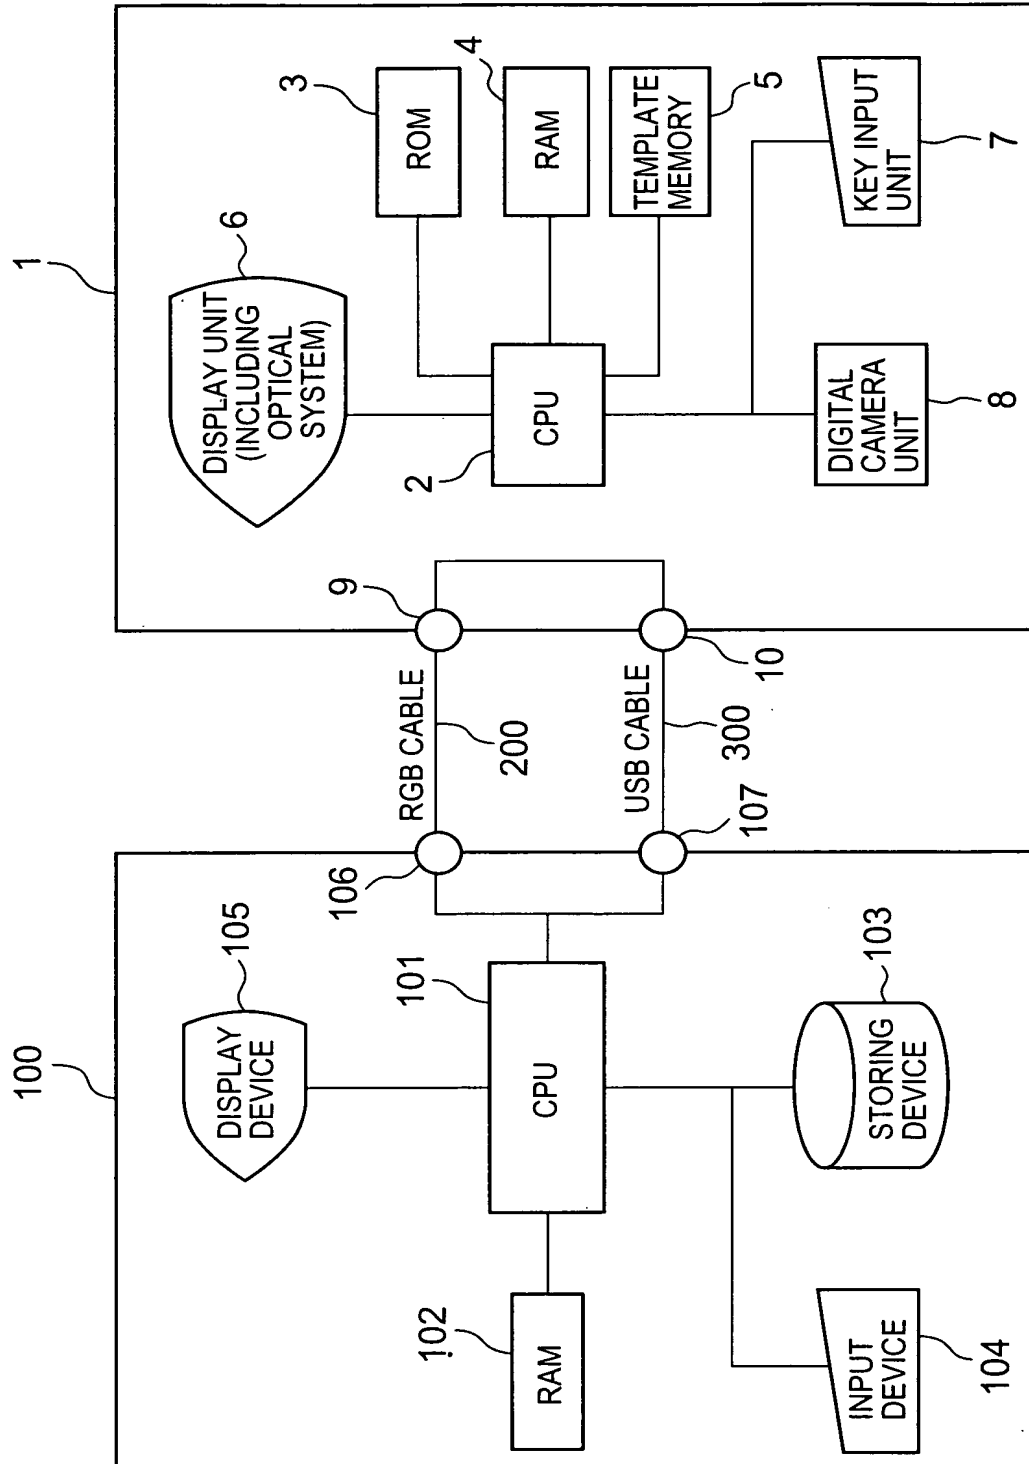 100
105
DISPLAY
DEVICE
101
CPU
!02
RAM
103
STORING
DEVICE
104
INPUT
DEVICE
106
107
RGB CABLE
200
USB CABLE
300
9
10
1
6
DISPLAY UNIT
(INCLUDING
OPTICAL
SYSTEM)
3
ROM
4
RAM
5
TEMPLATE
MEMORY
2
CPU
7
KEY INPUT
UNIT
8
DIGITAL
CAMERA
UNIT